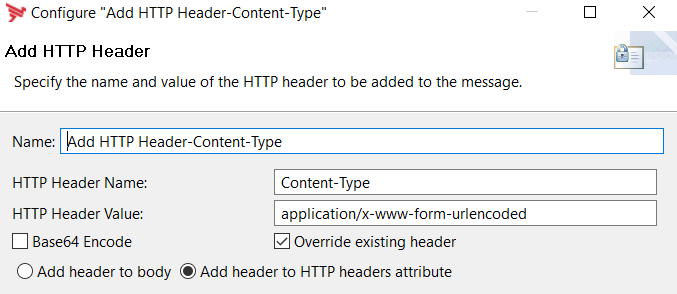 Configure "Add HTTP Header-Content-Type"
Add HTTP Header
Specify the name and value of the HTTP header to be added to the message.
Name: Add HTTP Header-Content-Type
HTTP Header Name: Content-Type
HTTP Header Value: application/x-www-form-urlencoded
Base64 Encode Override existing header
Add header to body Add header to HTTP headers attribute